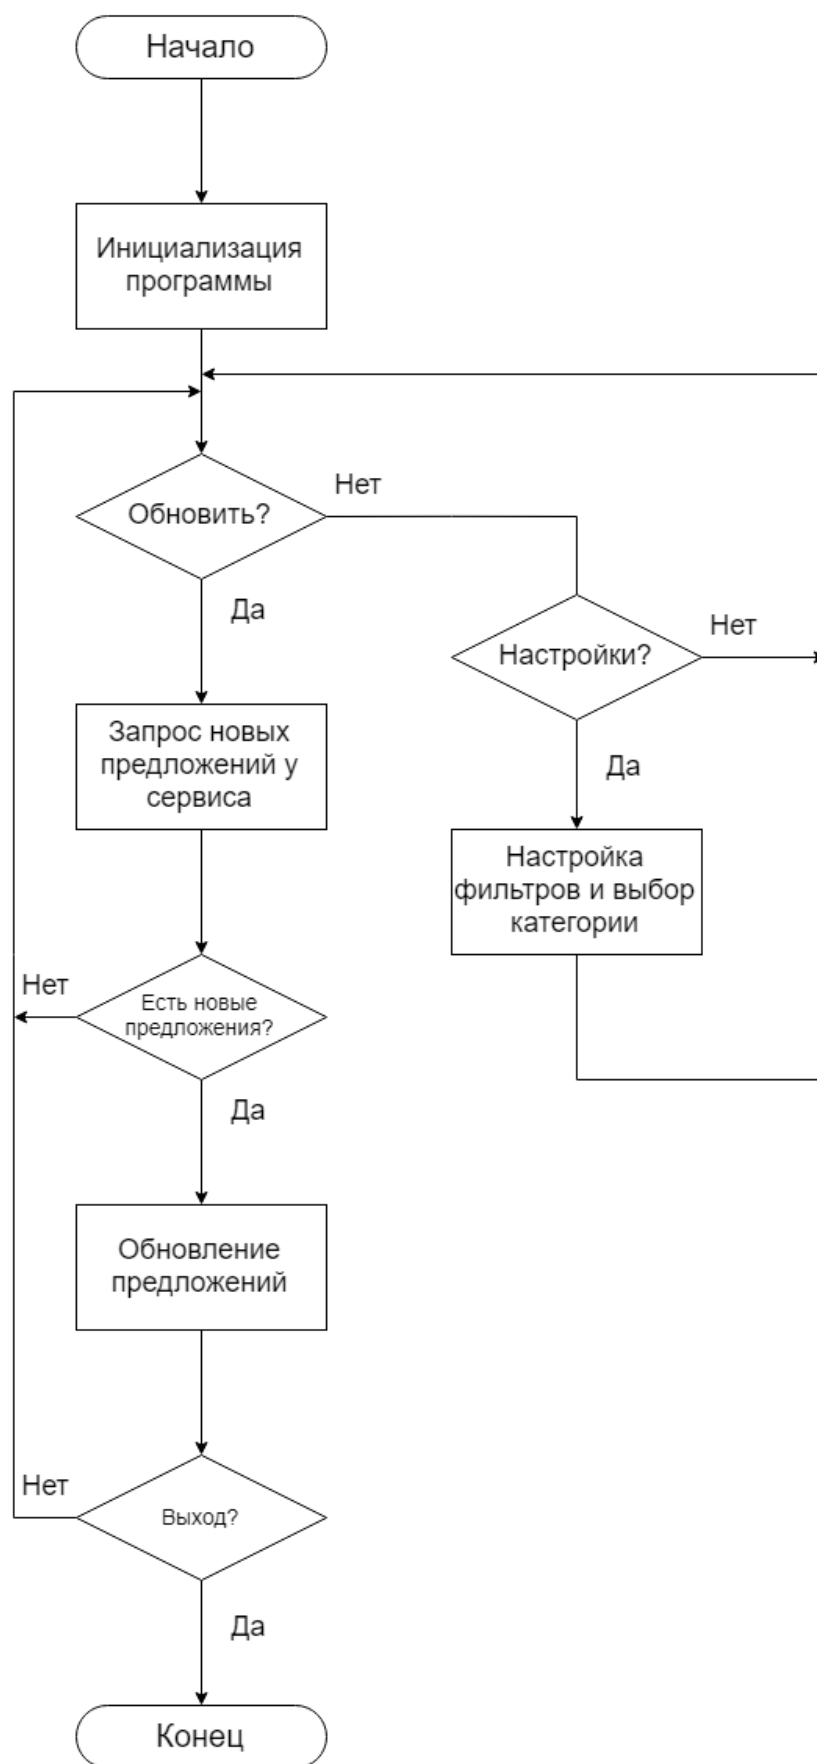 Начало
Инициализация
программы
Обновить?
Нет
Да
Настройки?
Нет
Да
Запрос новых
предложений у
сервиса
Настройка
фильтров и выбор
категории
Есть новые
предложения?
Нет
Да
Обновление
предложений
Выход?
Нет
Да
Конец